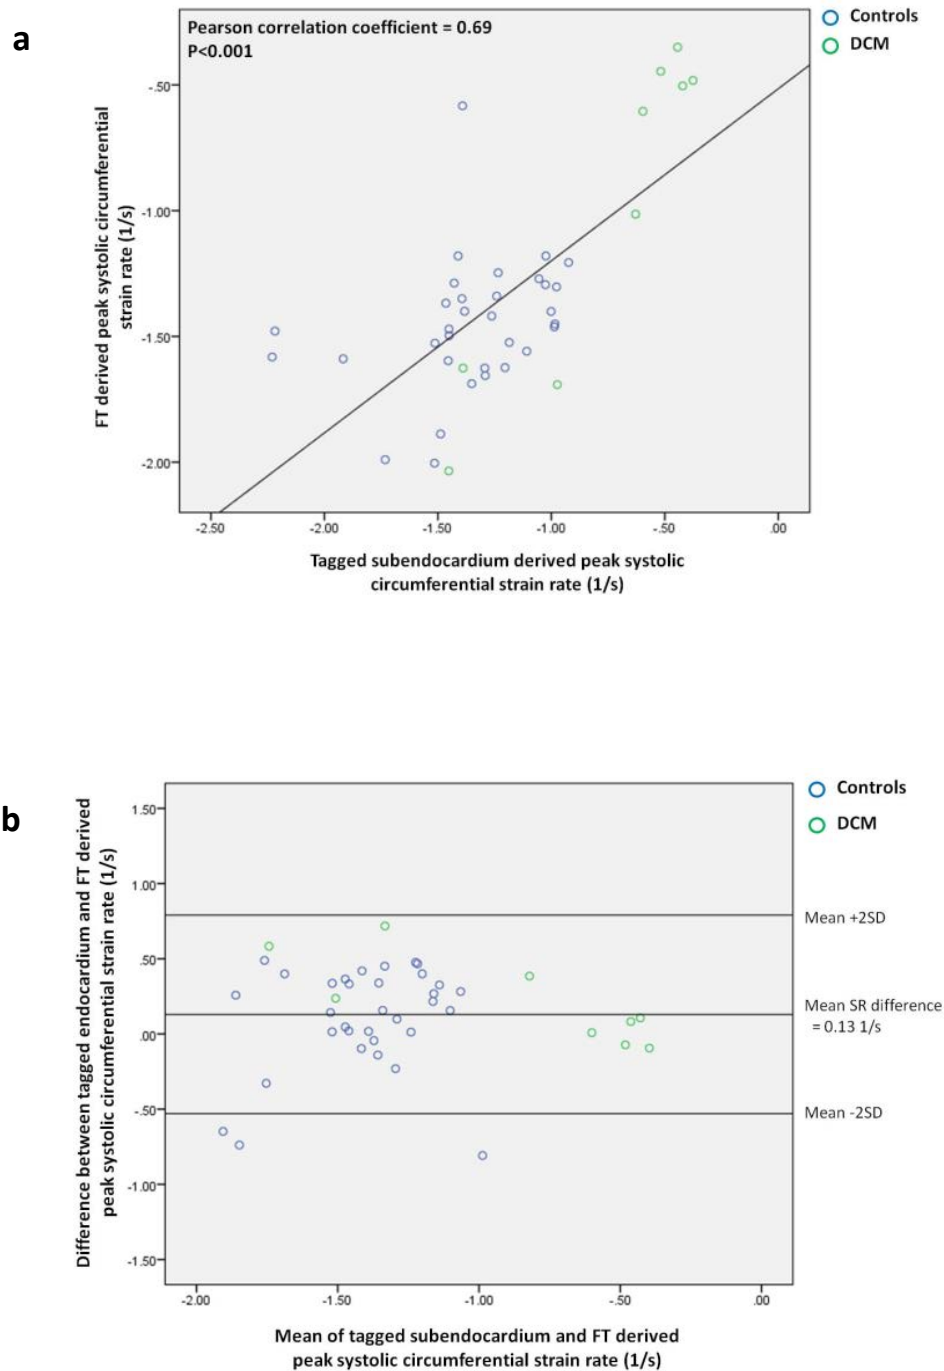 a
Pearson correlation coefficient = 0.69
P<0.001
Controls
DCM
FT derived peak systolic circumferential
strain rate (1/s)
-.50
-1.00
-1.50
-2.00
-2.50
-2.00
-1.50
-1.00
-.50
.00
Tagged subendocardium derived peak systolic
circumferential strain rate (1/s)
b
Controls
DCM
Difference between tagged endocardium and FT derived
peak systolic circumferential strain rate (1/s)
1.50
1.00
.50
.00
-.50
-1.00
-1.50
Mean +2SD
Mean SR difference
= 0.13 1/s
Mean -2SD
-2.00
-1.50
-1.00
-.50
.00
Mean of tagged subendocardium and FT derived
peak systolic circumferential strain rate (1/s)